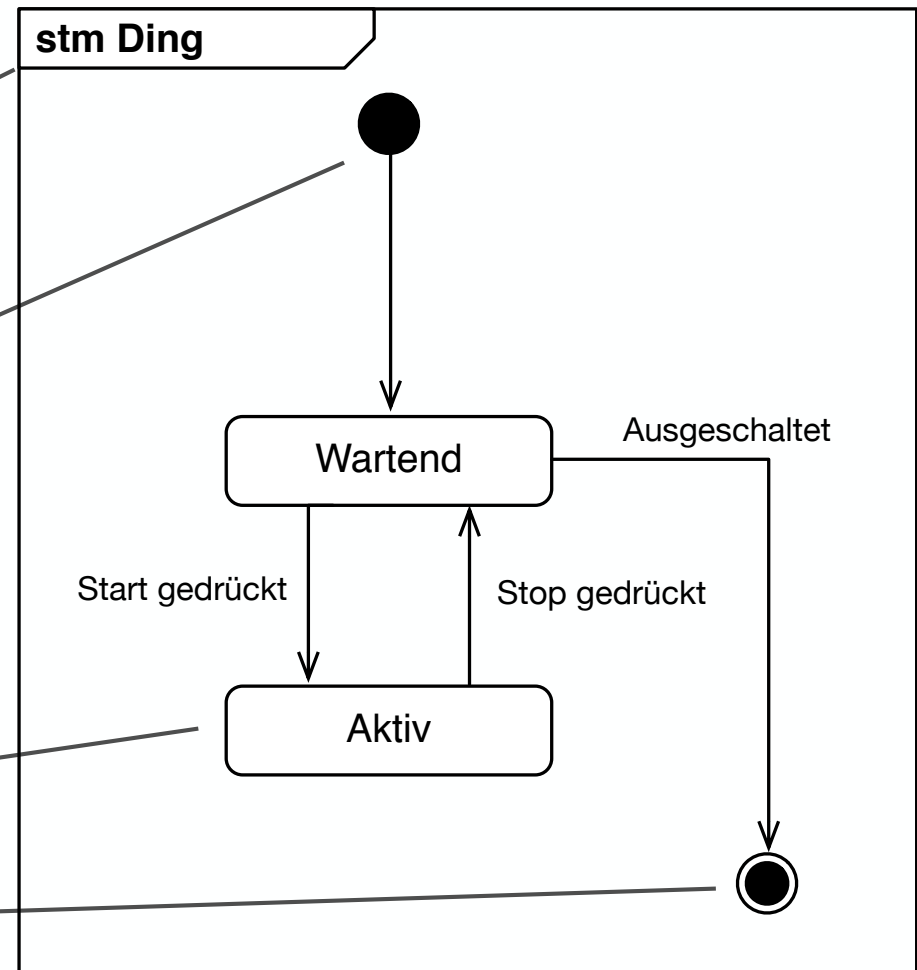 stm Ding
Wartend
Ausgeschaltet
Start gedrückt
Stop gedrückt
Aktiv